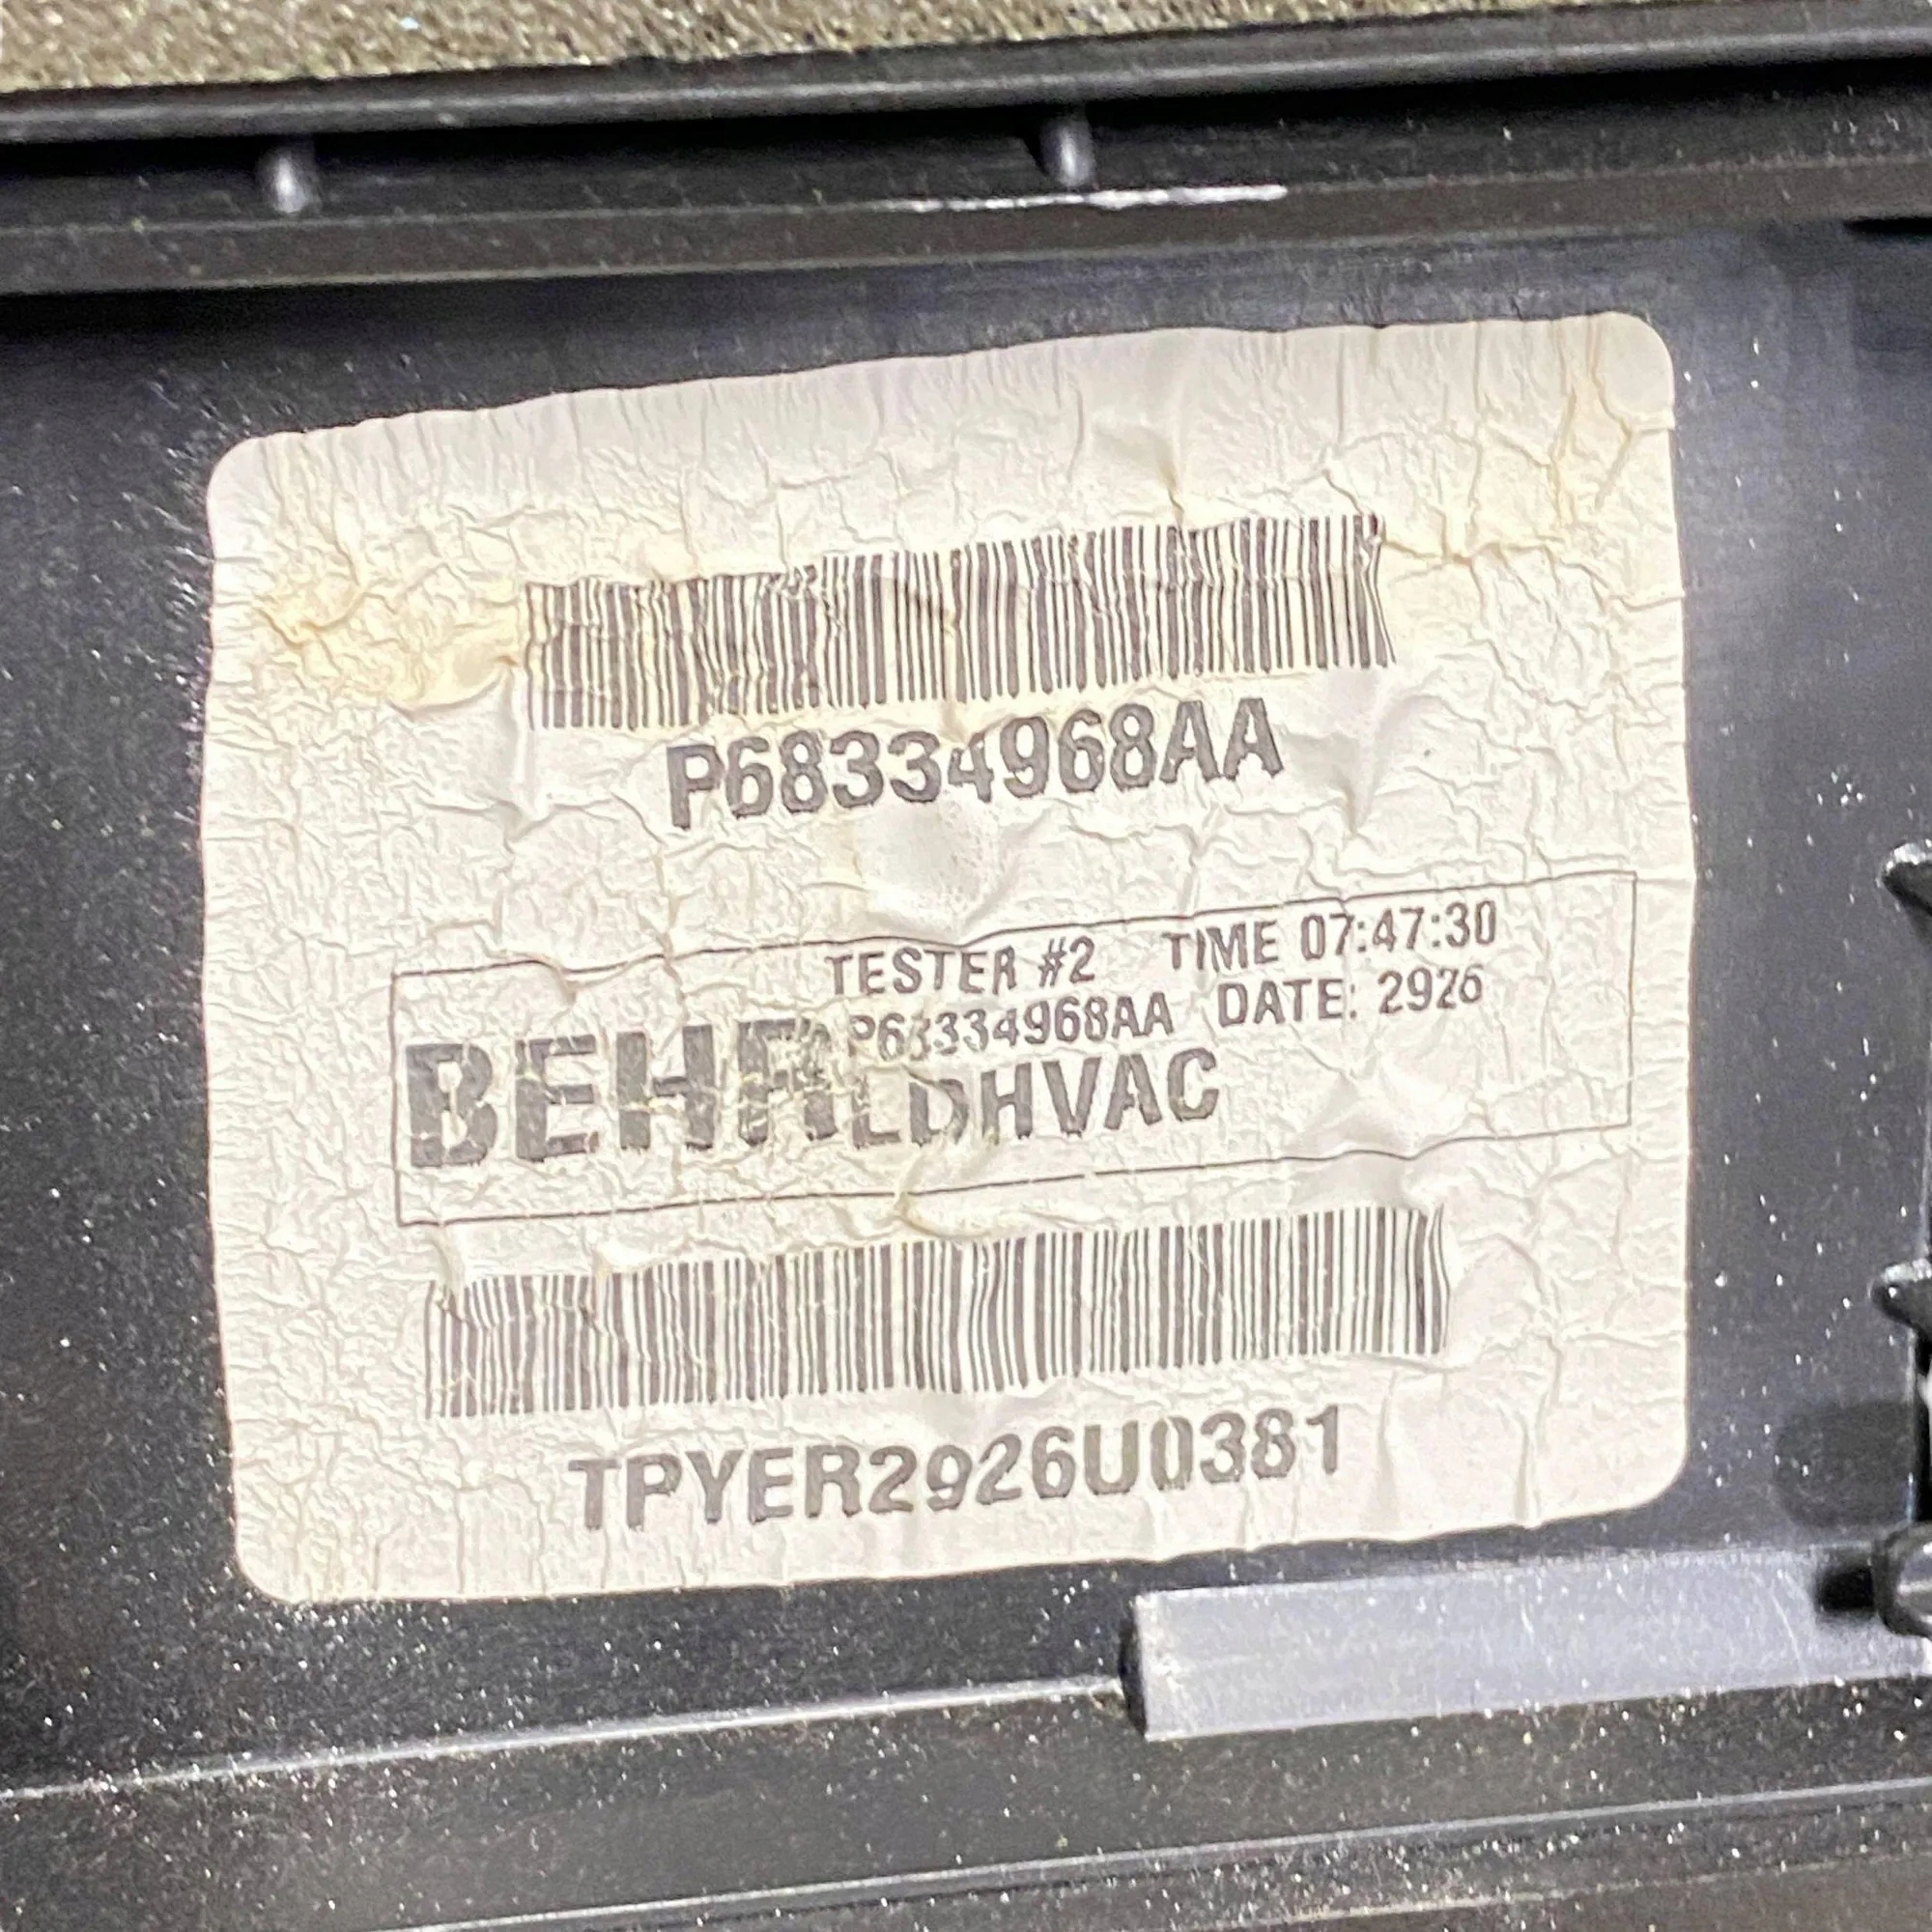 P68334968AA
TESTER #2 TIME 07:47:30
P68334968AA DATE: 2926
BEHR LDHVAC
TPYER2926U0381